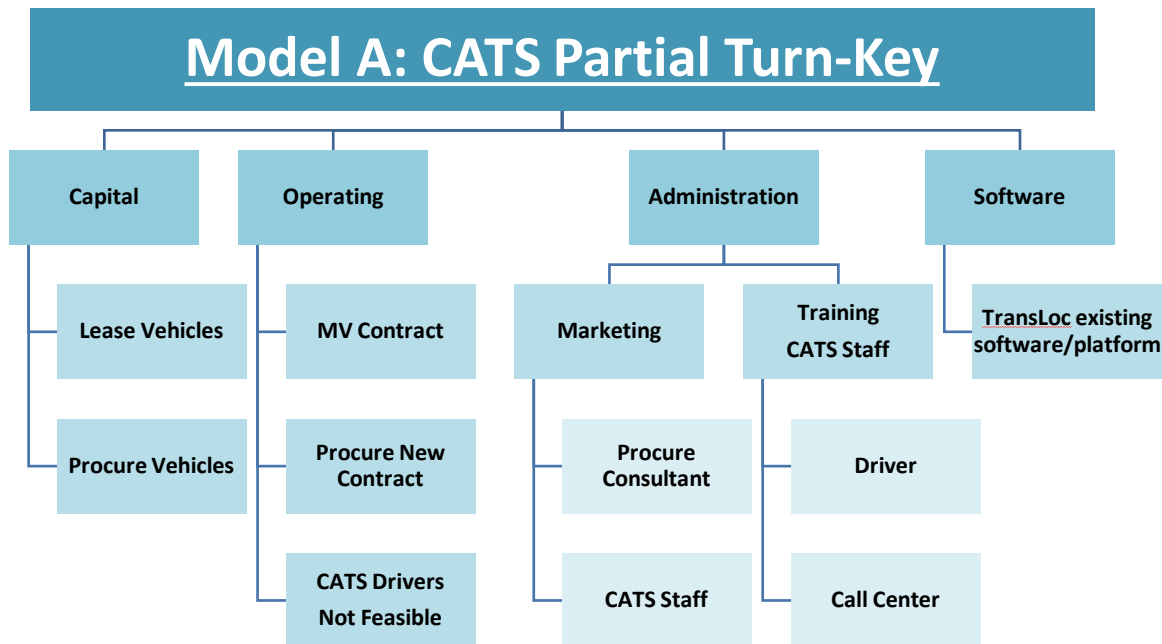 Model A: CATS Partial Turn-Key
Capital
Operating
Administration
Software
Lease Vehicles
MV Contract
Marketing
Training
CATS Staff
TransLoc existing
software/platform
Procure Vehicles
Procure New
Contract
Procure
Consultant
Driver
CATS Drivers
Not Feasible
CATS Staff
Call Center